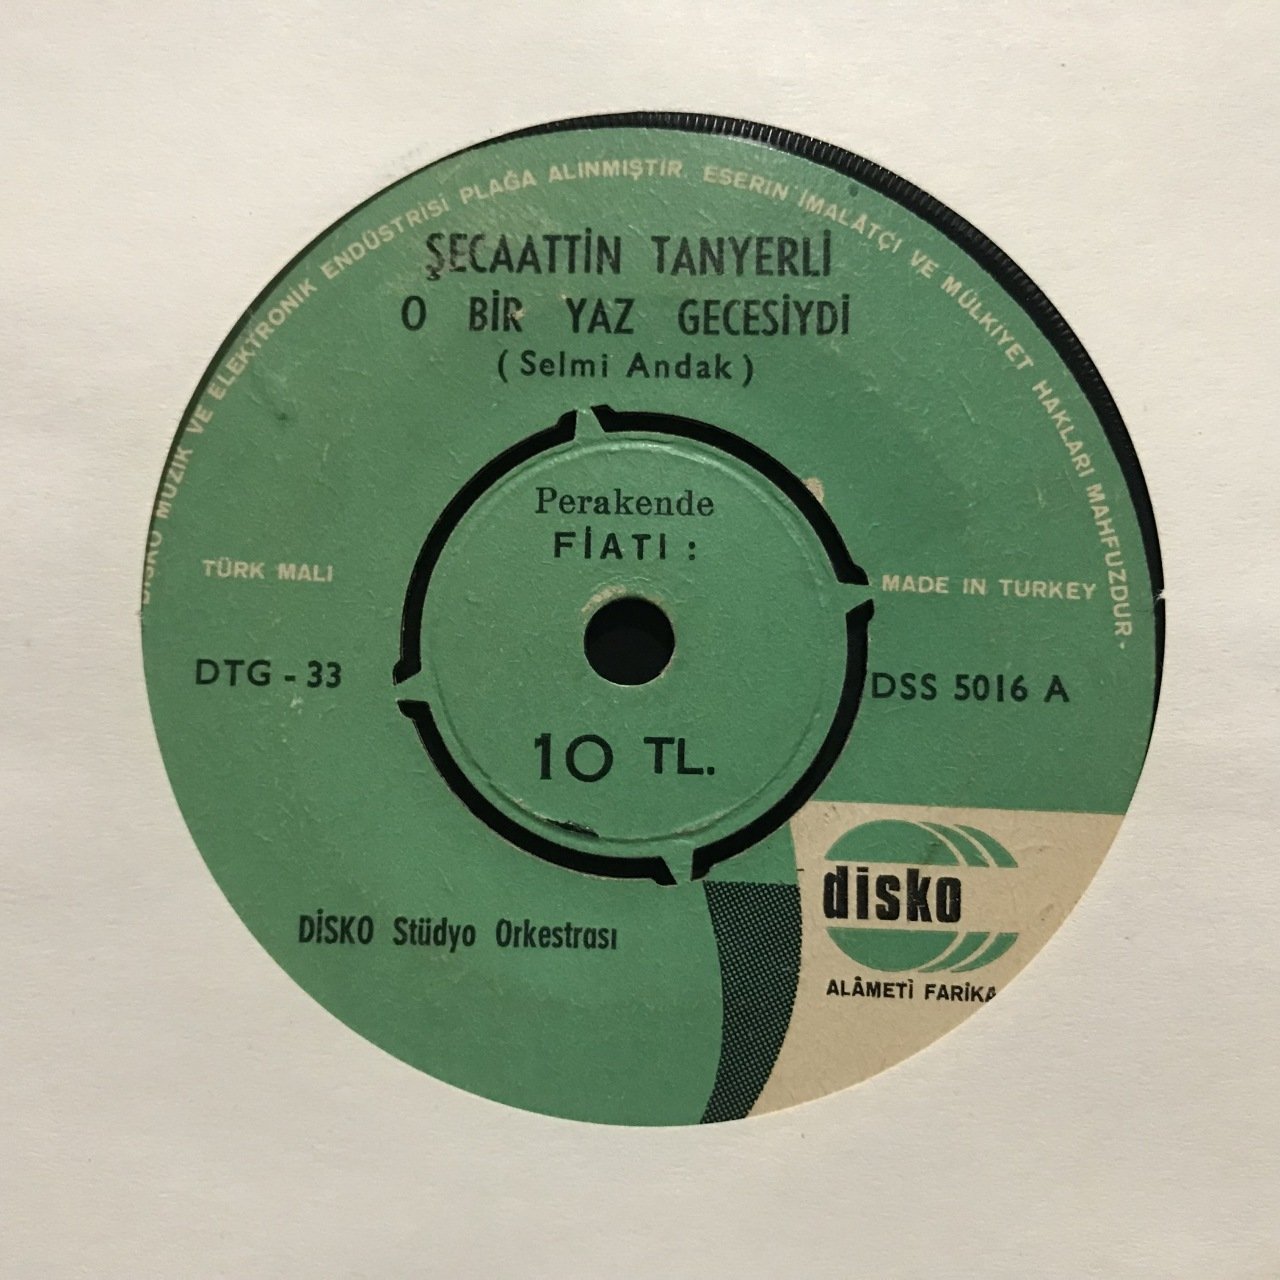 DİSKO MÜZİK VE ELEKTRONİK ENDÜSTRİSİ PLAĞA ALINMIŞTIR. ESERİN İMALÂTÇI VE MÜLKİYET HAKLARI MAHFUZDUR.
ŞECAATTİN TANYERLİ
O BİR YAZ GECESİYDİ
(Selmi Andak)
Perakende
FİATI :
TÜRK MALI
MADE IN TURKEY
DTG - 33
DSS 5016 A
10 TL.
disko
ALÂMETİ FARİKA
DİSKO Stüdyo Orkestrası